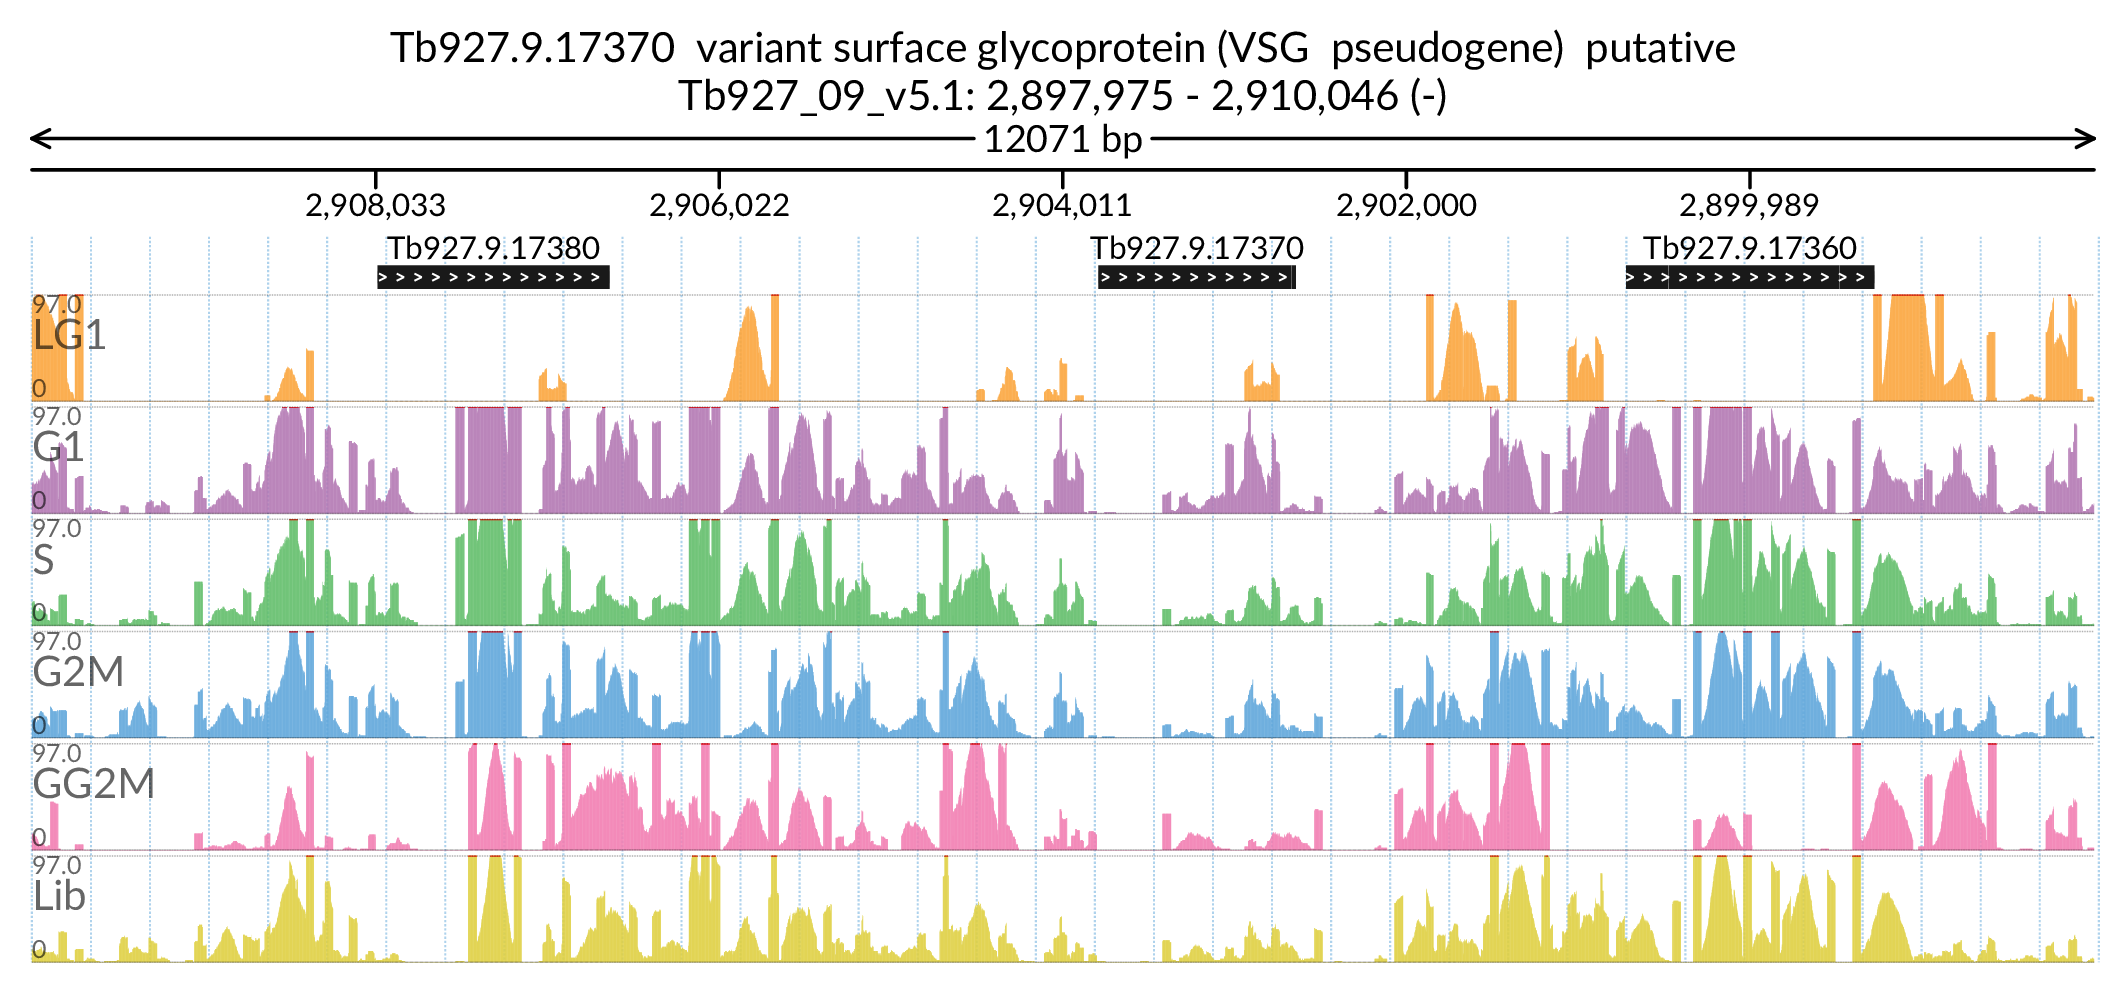 Tb927.9.17370 variant surface glycoprotein (VSG pseudogene) putative
Tb927_09_v5.1: 2,897,975 - 2,910,046 (-)
12071 bp
2,908,033 2,906,022 2,904,011 2,902,000 2,899,989
Tb927.9.17380 Tb927.9.17370 Tb927.9.17360
97.0
LG1
0
97.0
G1
0
97.0
S
0
97.0
G2M
0
97.0
GG2M
0
97.0
Lib
0